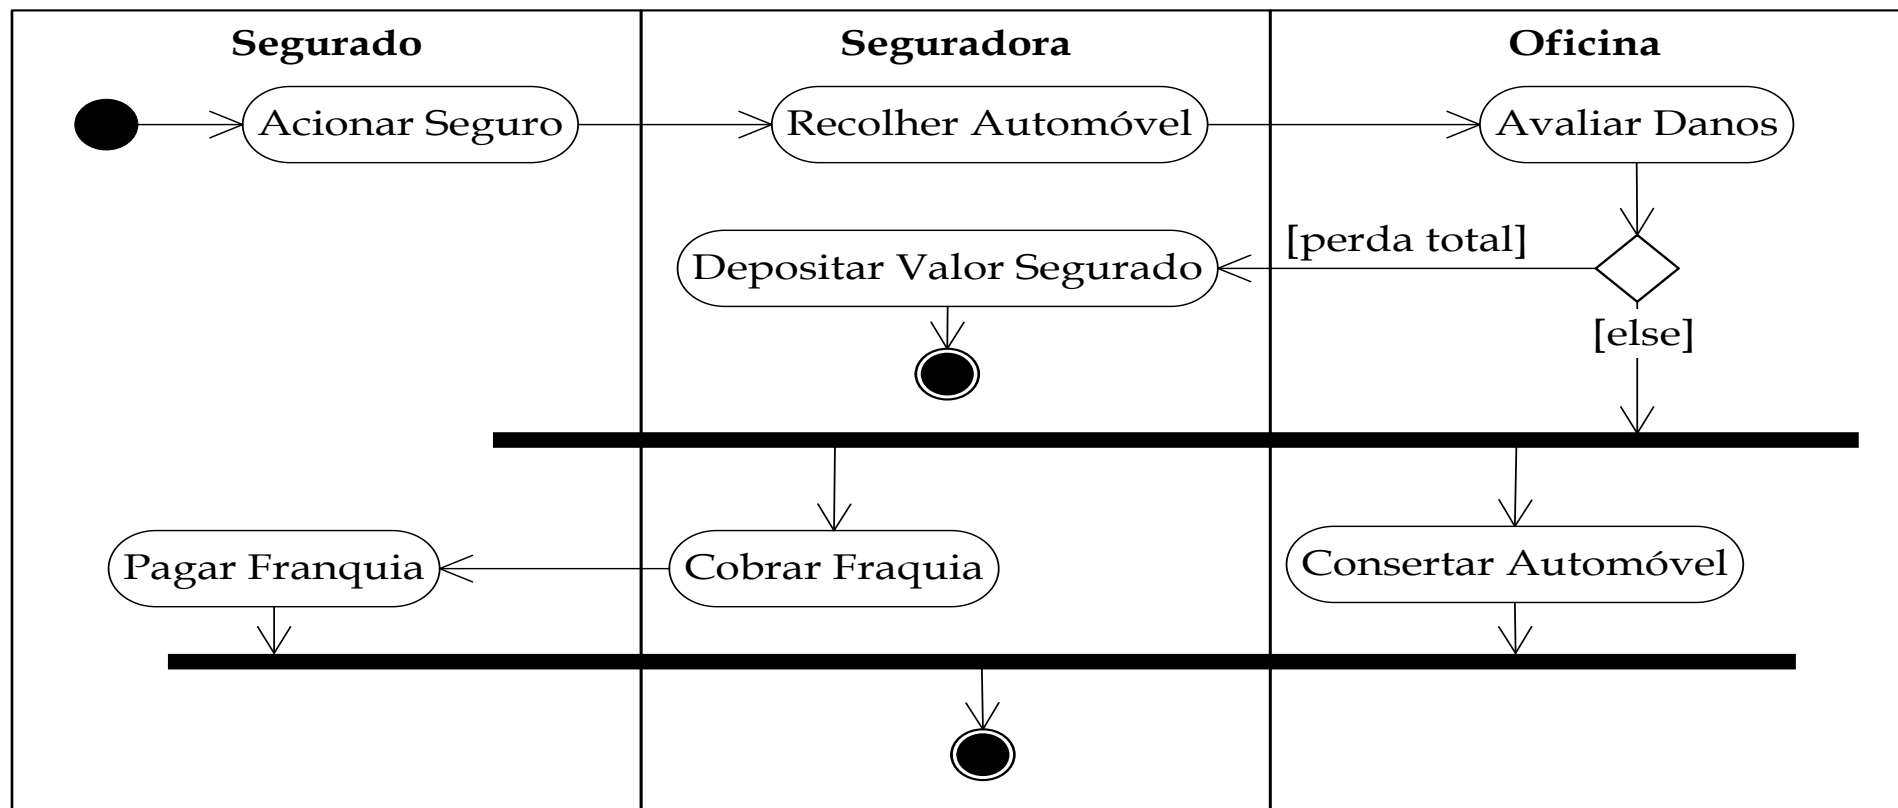 Segurado
Seguradora
Oficina
Acionar Seguro
Recolher Automóvel
Avaliar Danos
[perda total]
Depositar Valor Segurado
[else]
Pagar Franquia
Cobrar Fraquia
Consertar Automóvel